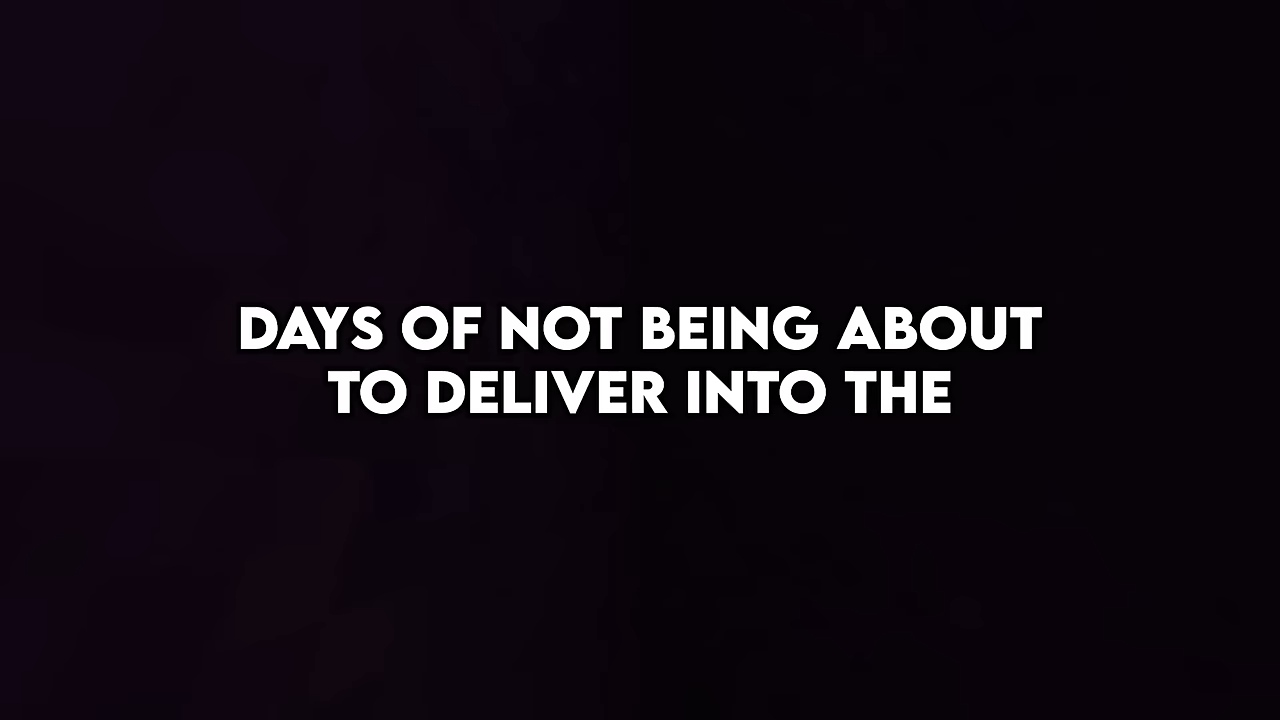 DAYS OF NOT BEING ABOUT
TO DELIVER INTO THE